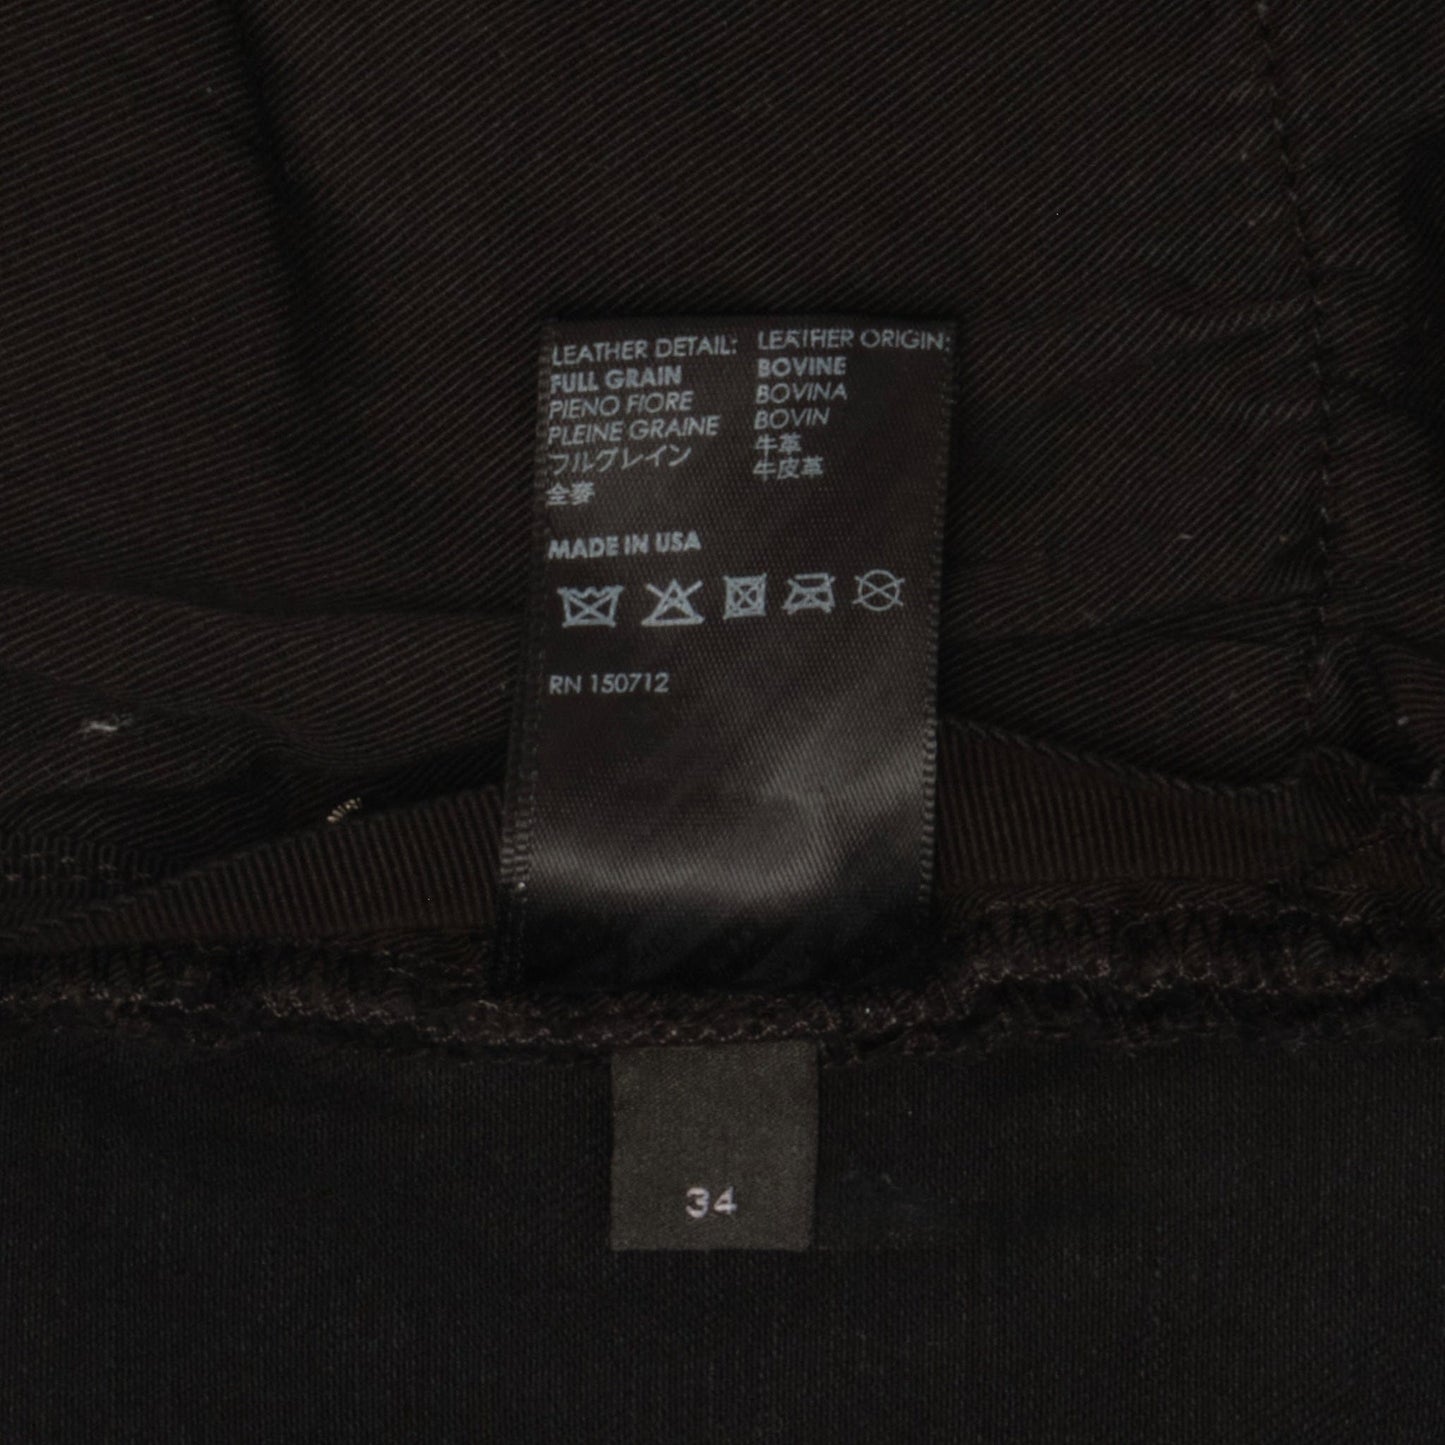 LEATHER DETAIL:
FULL GRAIN
PIENO FIORE
PLEINE GRAINE
フルグレイン
全麥
LEATHER ORIGIN:
BOVINE
BOVINA
BOVIN
牛革
牛皮革
MADE IN USA
RN 150712
34